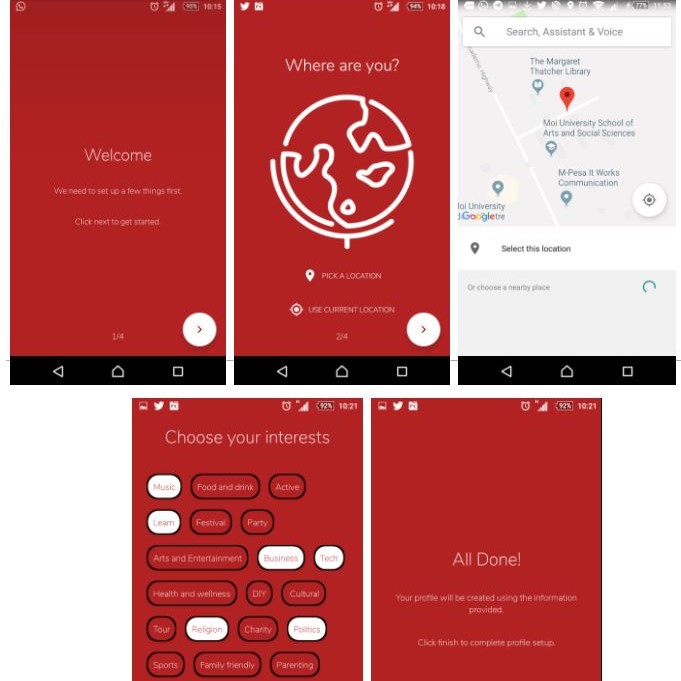 95% 10:15
Welcome
We need to set up a few things first.
Click next to get started.
1/4
94% 10:18
Where are you?
PICK A LOCATION
USE CURRENT LOCATION
2/4
77%
Search, Assistant & Voice
Highway
The Margaret
Thatcher Library
Moi University School of
Arts and Social Sciences
M-Pesa It Works
Communication
Moi University
Google
Select this location
Or choose a nearby place
92% 10:21
Choose your interests
Music Food and drink Active
Learn Festival Party
Arts and Entertainment Business Tech
Health and wellness DIY Cultural
Tour Religion Charity Politics
Sports Family friendly Parenting
92% 10:21
All Done!
Your profile will be created using the information
provided.
Click finish to complete profile setup.